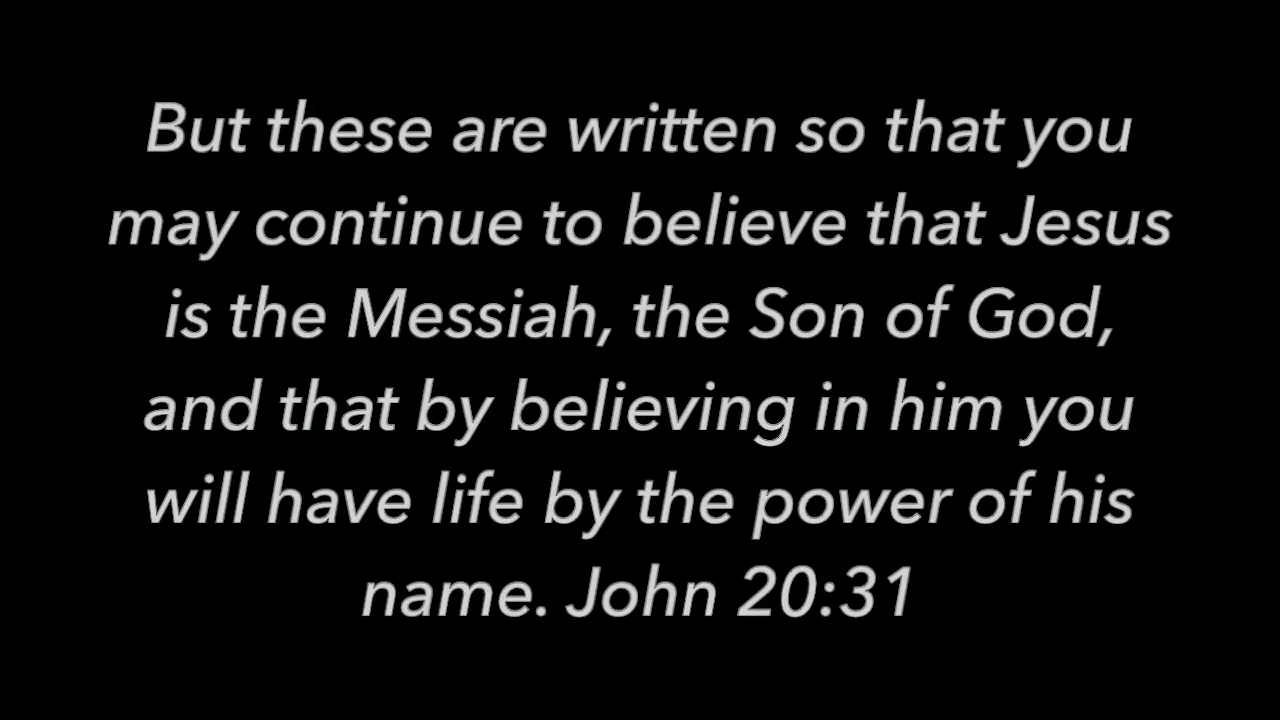 But these are written so that you
may continue to believe that Jesus
is the Messiah, the Son of God,
and that by believing in him you
will have life by the power of his
name. John 20:31